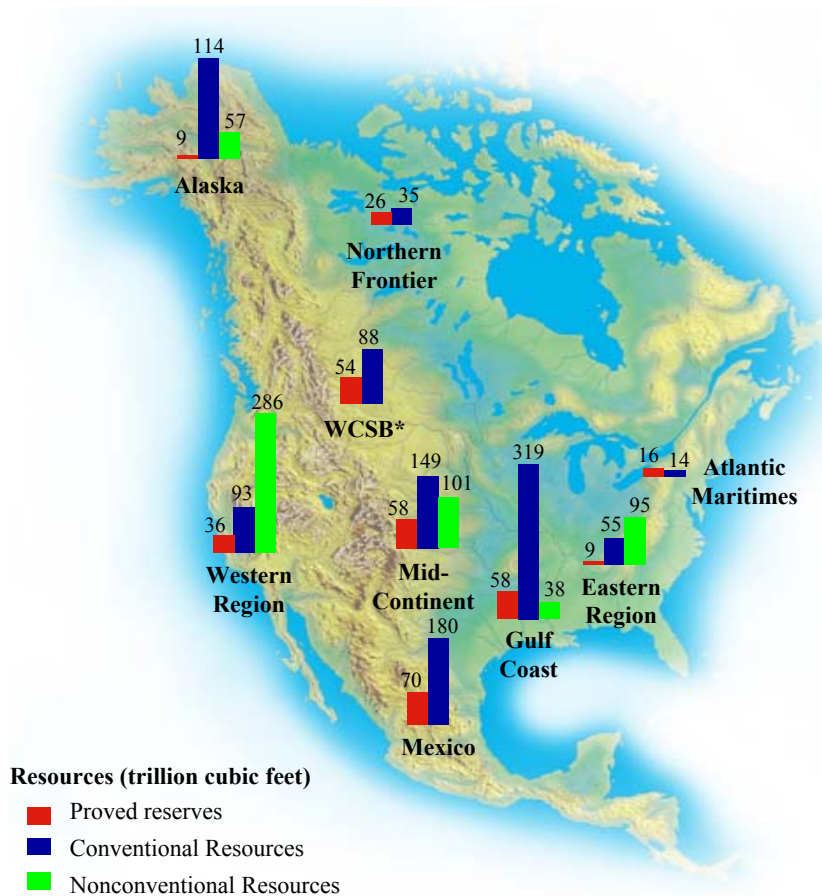 114
9
57
Alaska
26
35
Northern
Frontier
54
88
WCSB*
36
93
286
Western
Region
58
149
101
Mid-
Continent
58
319
38
Gulf
Coast
16
14
Atlantic
Maritimes
9
55
95
Eastern
Region
70
180
Mexico
Resources (trillion cubic feet)
Proved reserves
Conventional Resources
Nonconventional Resources